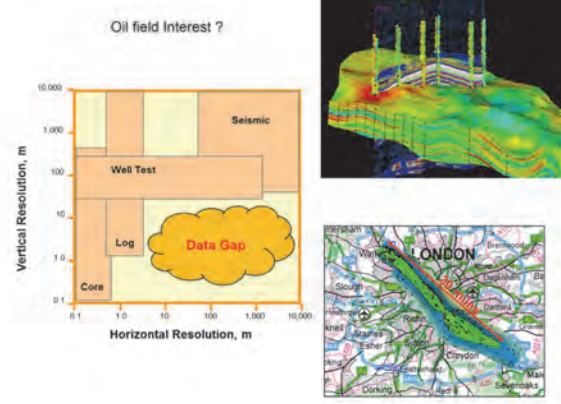 Oil field Interest ?
10.000
1,000
100
10
1 0
0 1
Vertical Resolution, m
Seismic
Well Test
Log
Data Gap
Core
0.1
1 0
10
100
1,000
10,000
Horizontal Resolution, m
LONDON
Brentwood
Slough
Dartford
Staines
Esher
Croydon
Leatherhead
Dorking
Sevenoaks